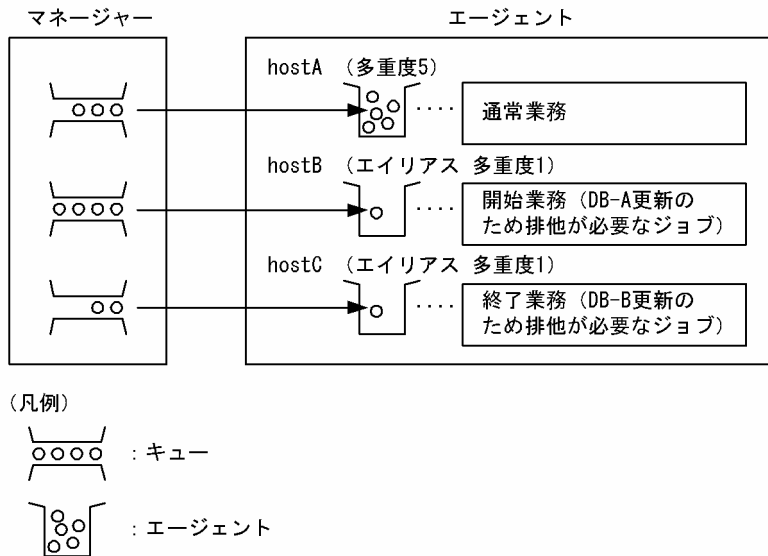 マネージャー
エージェント
hostA （多重度5）
‥‥ 通常業務
hostB （エイリアス 多重度1）
‥‥ 開始業務（DB-A更新の
ため排他が必要なジョブ）
hostC （エイリアス 多重度1）
‥‥ 終了業務（DB-B更新の
ため排他が必要なジョブ）
（凡例）
：キュー
：エージェント